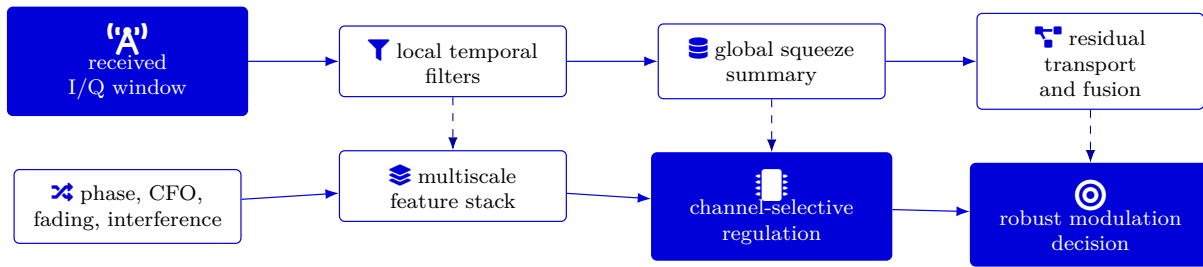 received
I/Q window
local temporal
filters
global squeeze
summary
residual
transport
and fusion
phase, CFO,
fading, interference
multiscale
feature stack
channel-selective
regulation
robust modulation
decision